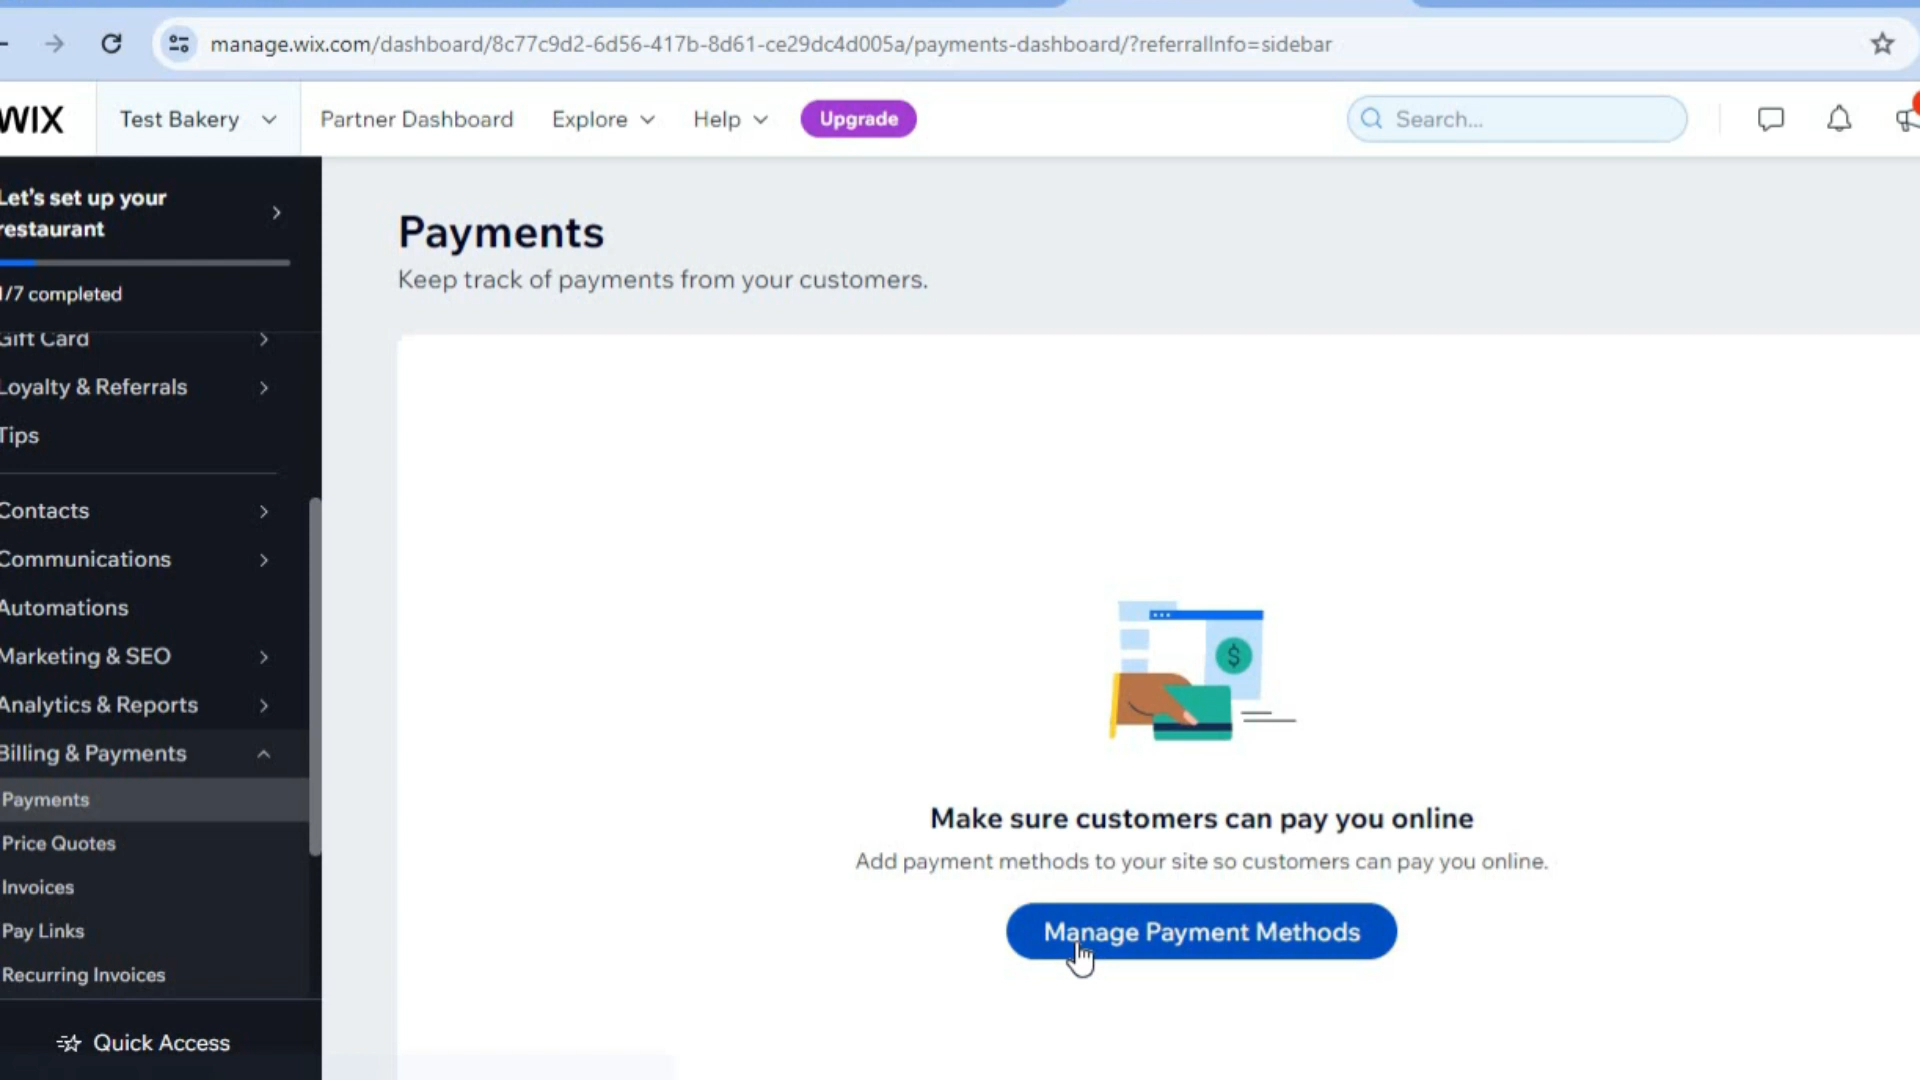 manage.wix.com/dashboard/8c77c9d2-6d56-417b-8d61-ce29dc4d005a/payments-dashboard/?referralInfo=sidebar
WIX
Test Bakery
Partner Dashboard
Explore
Help
Upgrade
Search...
Let's set up your
restaurant
1/7 completed
Gift Card
Loyalty & Referrals
Tips
Contacts
Communications
Automations
Marketing & SEO
Analytics & Reports
Billing & Payments
Payments
Price Quotes
Invoices
Pay Links
Recurring Invoices
Quick Access
Payments
Keep track of payments from your customers.
$
Make sure customers can pay you online
Add payment methods to your site so customers can pay you online.
Manage Payment Methods